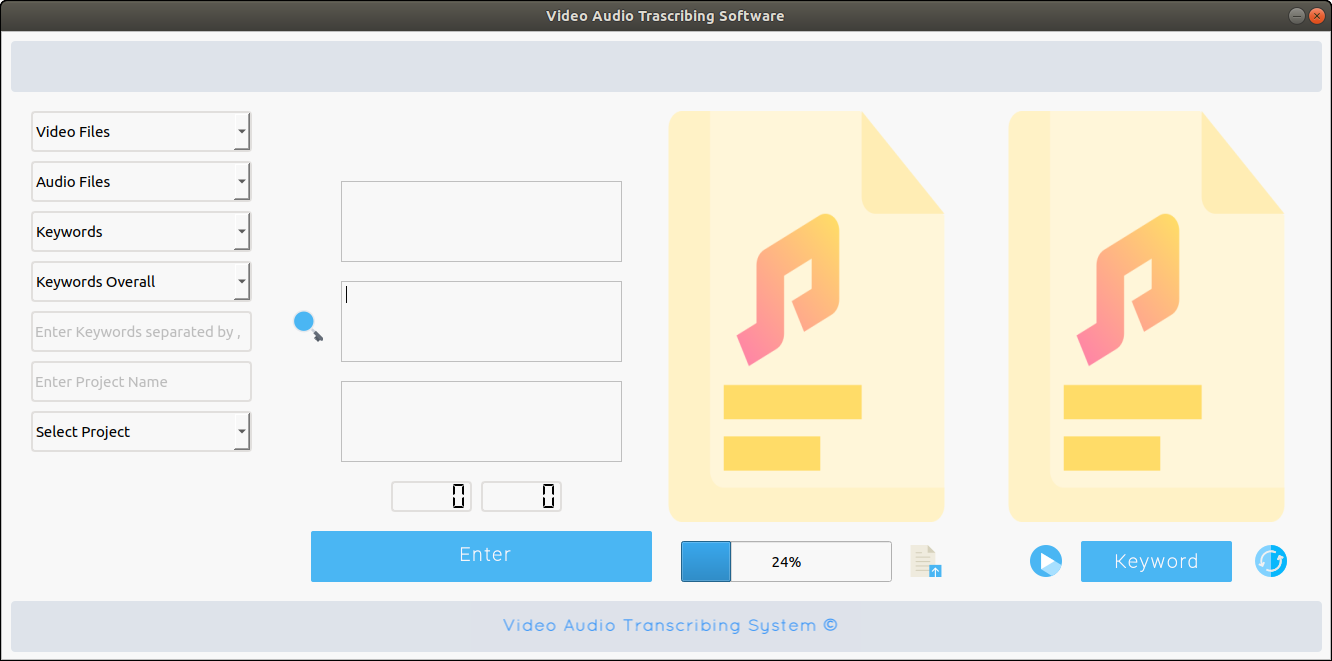 Video Audio Trascribing Software
Video Files
Audio Files
Keywords
Keywords Overall
Enter Keywords separated by ,
Enter Project Name
Select Project
0 0
Enter
24%
Keyword
Video Audio Transcribing System ©